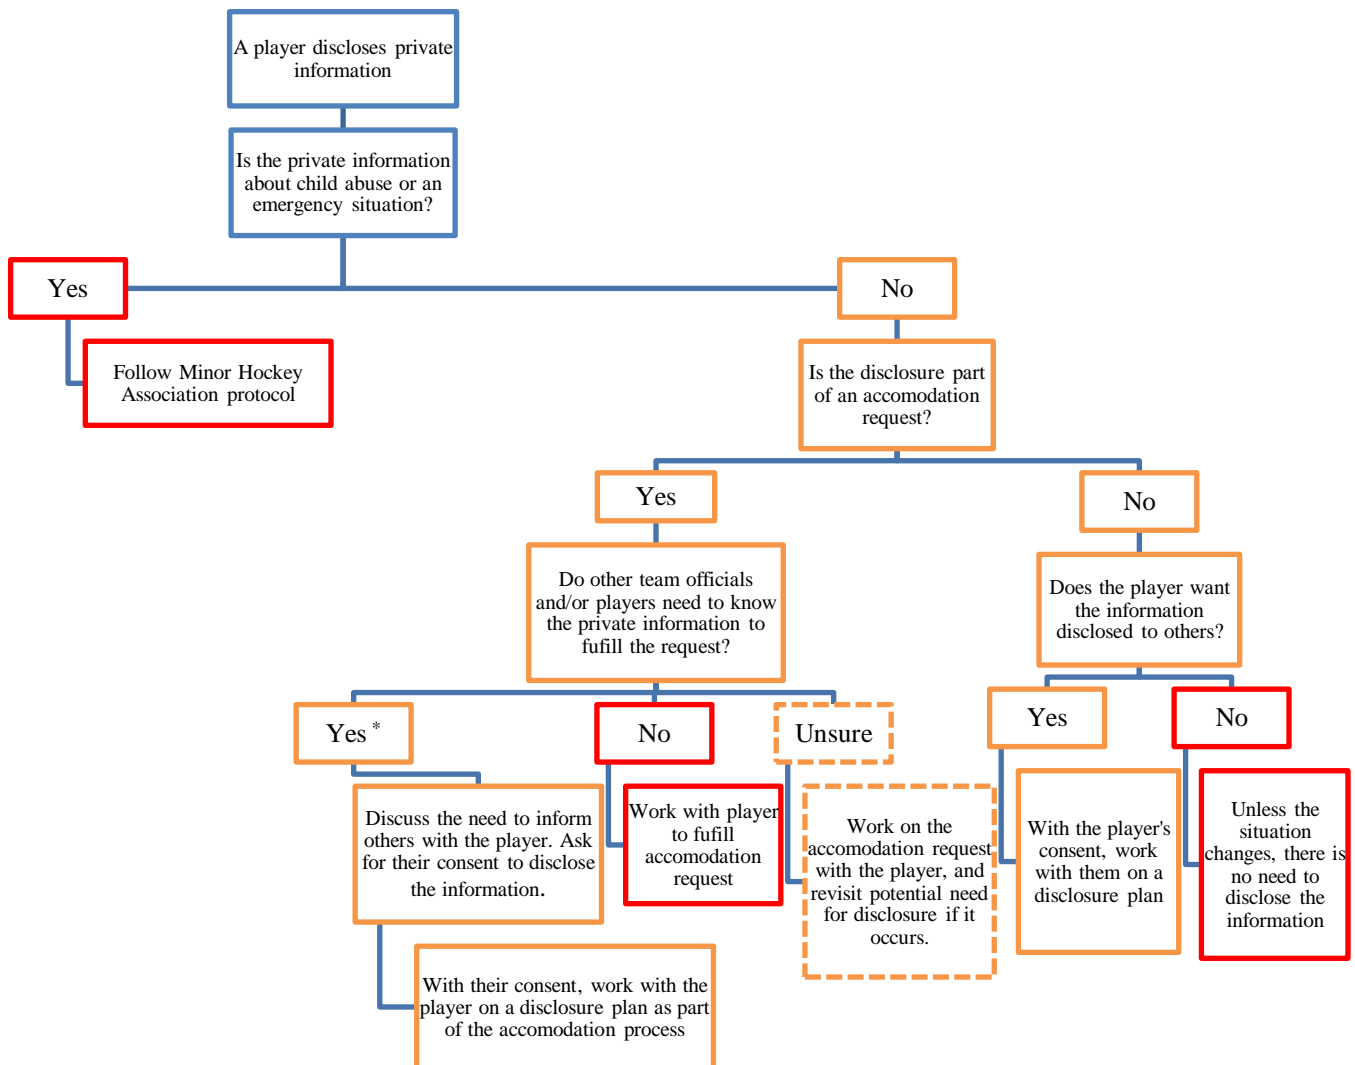 A player discloses private
information
Is the private information
about child abuse or an
emergency situation?
Yes
No
Follow Minor Hockey
Association protocol
Is the disclosure part
of an accomodation
request?
Yes
No
Do other team officials
and/or players need to know
the private information to
fufill the request?
Does the player want
the information
disclosed to others?
Yes *
No
Unsure
Yes
No
Discuss the need to inform
others with the player. Ask
for their consent to disclose
the information.
Work with player
to fufill
accomodation
request
Work on the
accomodation request
with the player, and
revisit potential need
for disclosure if it
occurs.
With the player's
consent, work
with them on a
disclosure plan
Unless the
situation
changes, there is
no need to
disclose the
information
With their consent, work with the
player on a disclosure plan as part
of the accomodation process